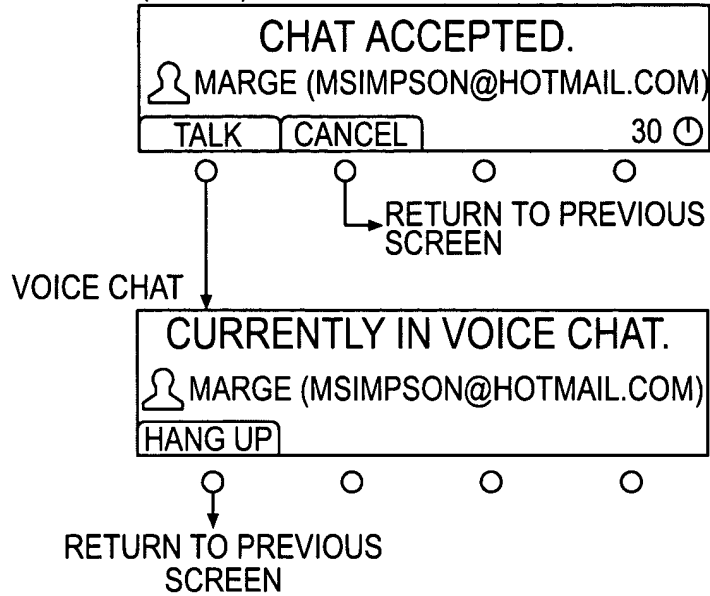 CHAT ACCEPTED.
MARGE (MSIMPSON@HOTMAIL.COM)
TALK CANCEL 30
RETURN TO PREVIOUS
SCREEN
VOICE CHAT
CURRENTLY IN VOICE CHAT.
MARGE (MSIMPSON@HOTMAIL.COM)
HANG UP
RETURN TO PREVIOUS
SCREEN